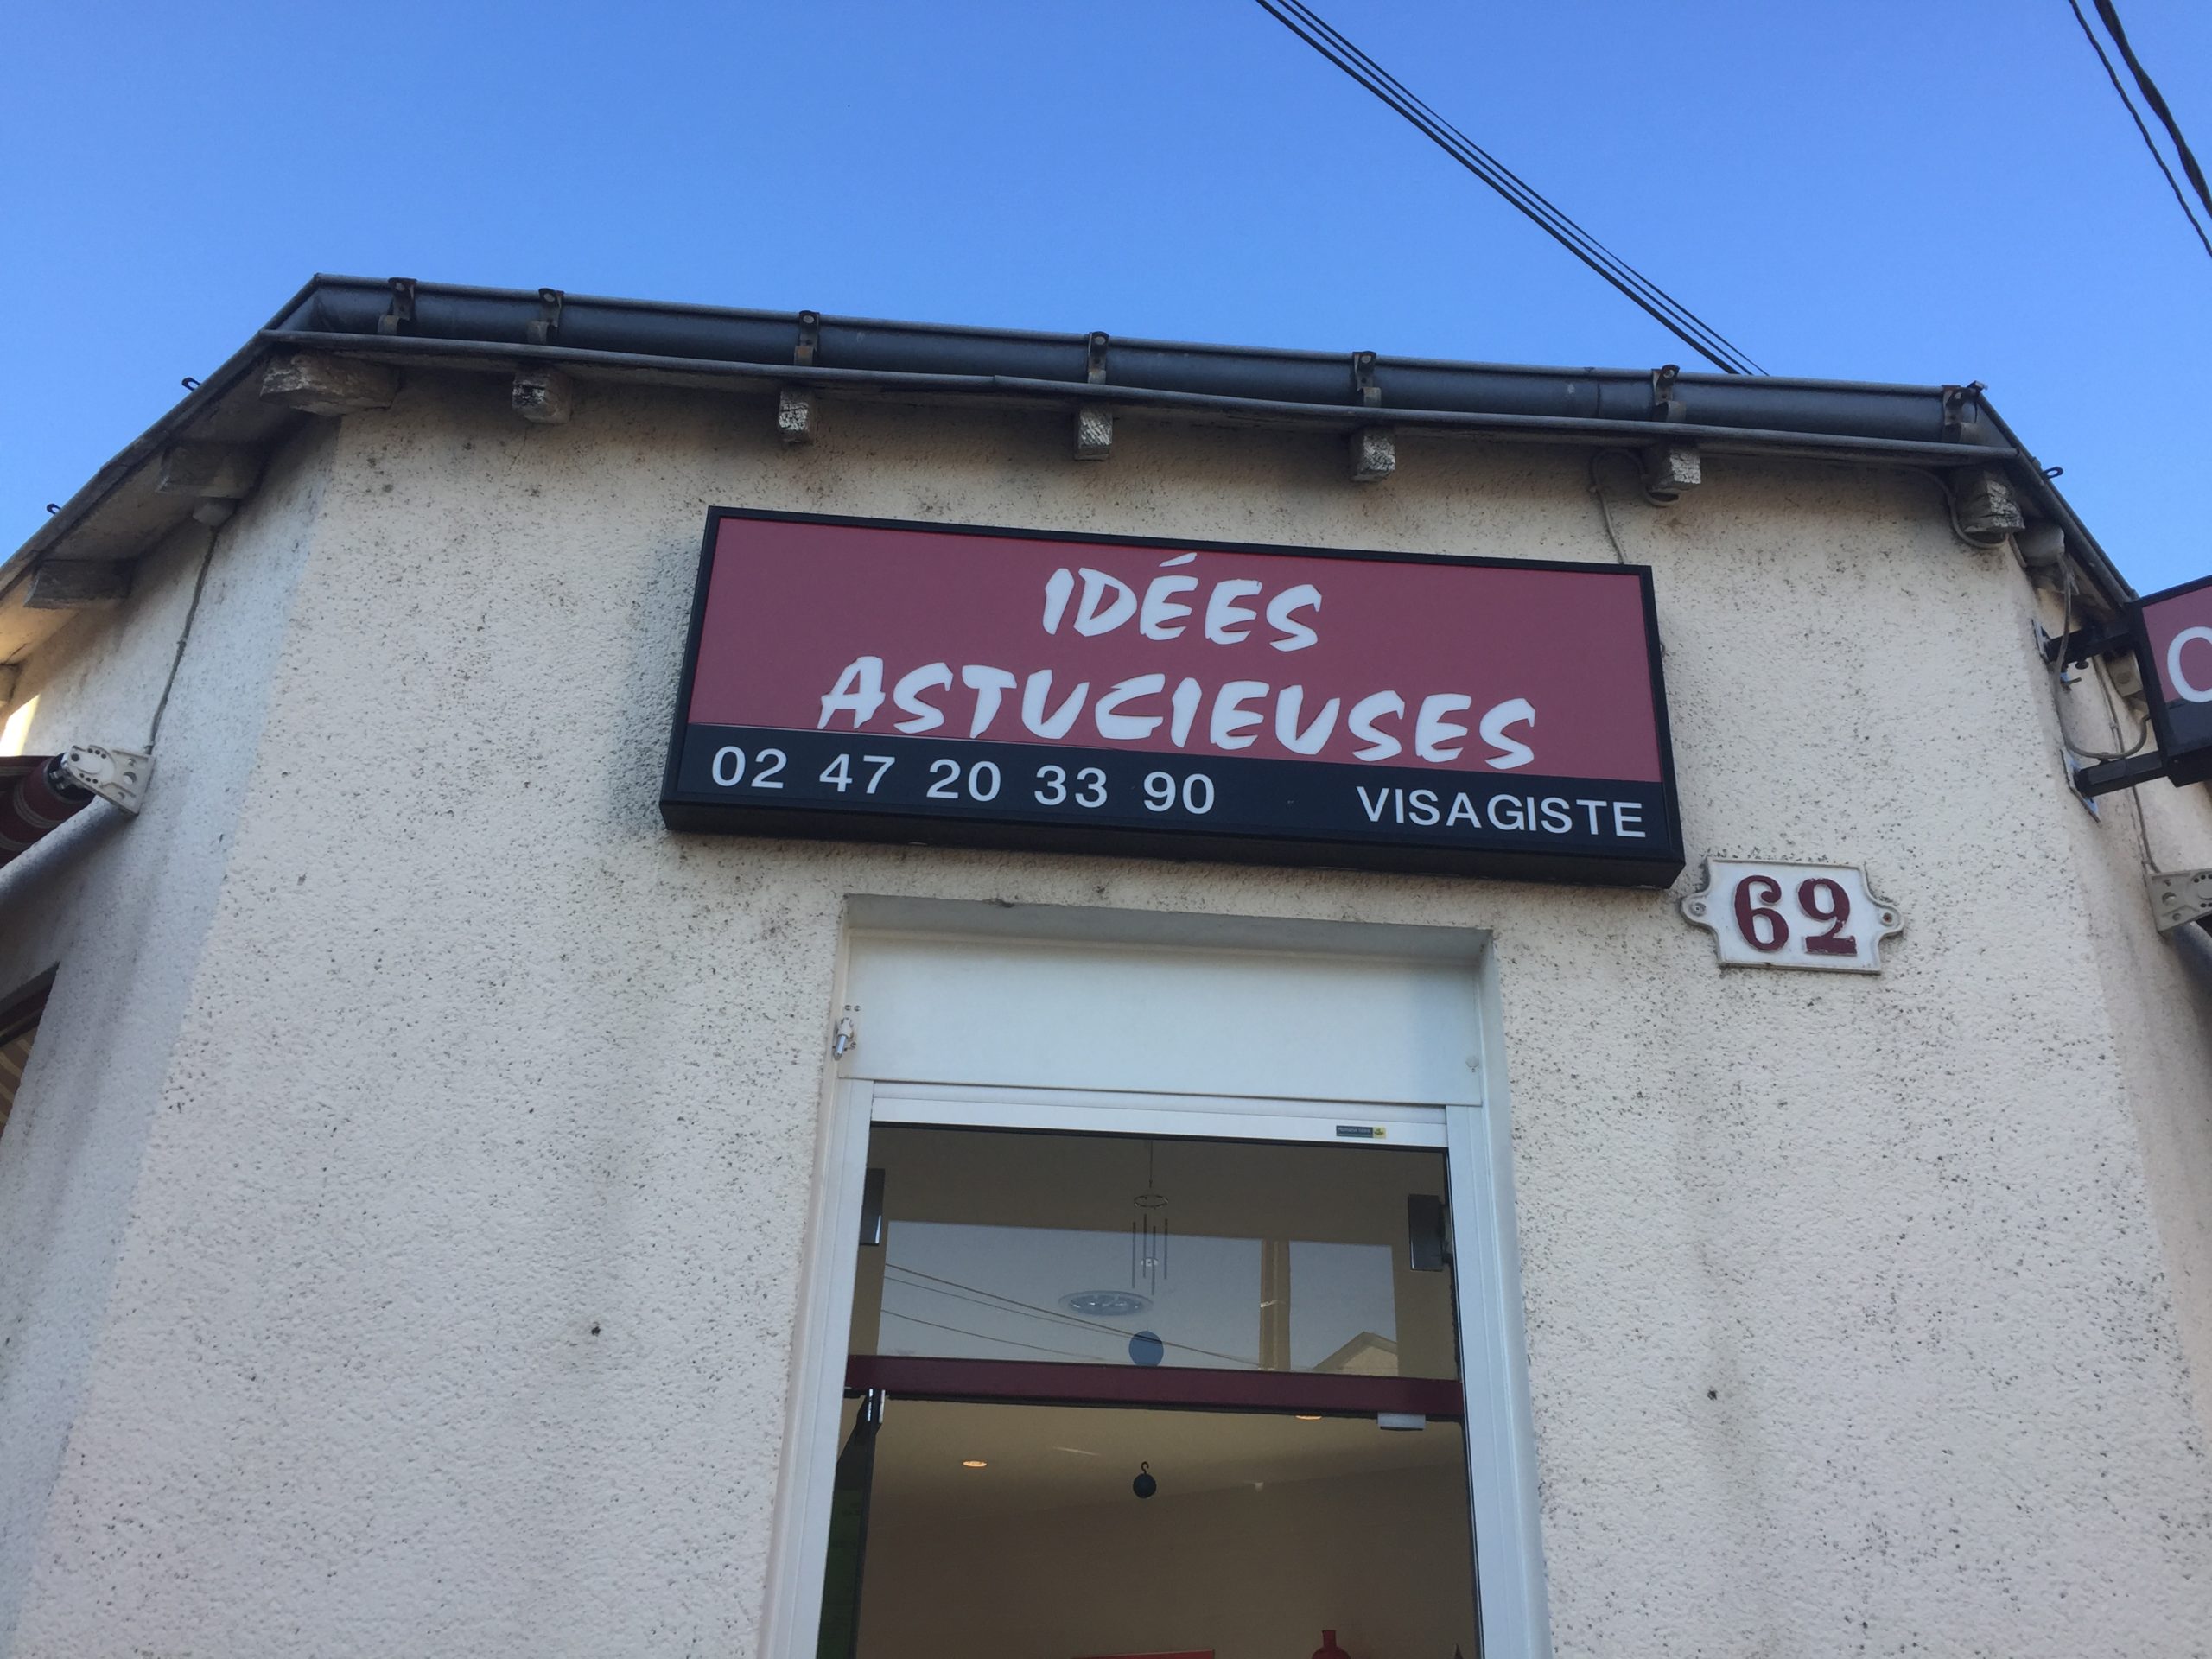 IDÉES
ASTUCIEUSES
02 47 20 33 90 VISAGISTE
62